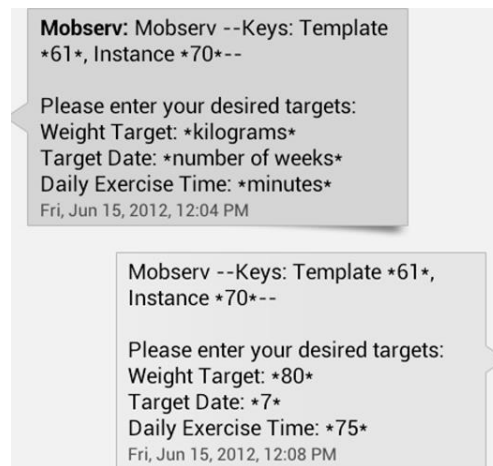 Mobserv: Mobserv --Keys: Template
*61*, Instance *70*--
Please enter your desired targets:
Weight Target: *kilograms*
Target Date: *number of weeks*
Daily Exercise Time: *minutes*
Fri, Jun 15, 2012, 12:04 PM
Mobserv --Keys: Template *61*,
Instance *70*--
Please enter your desired targets:
Weight Target: *80*
Target Date: *7*
Daily Exercise Time: *75*
Fri, Jun 15, 2012, 12:08 PM